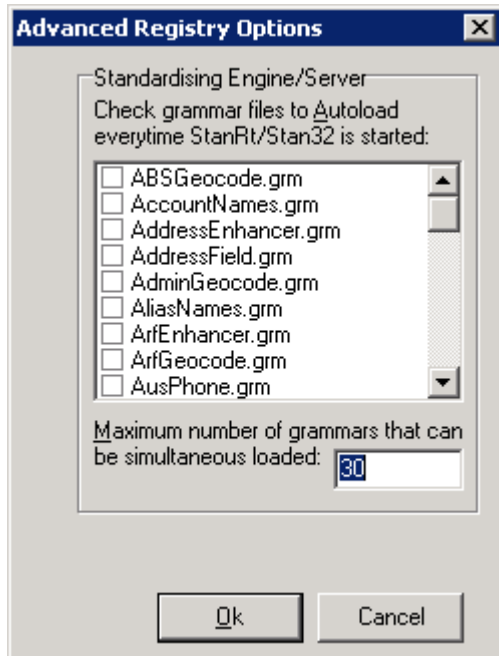 Advanced Registry Options
Standardising Engine/Server
Check grammar files to Autoload
everytime StanRt/Stan32 is started:
ABSGeocode.grm
AccountNames.grm
AddressEnhancer.grm
AddressField.grm
AdminGeocode.grm
AliasNames.grm
ArfEnhancer.grm
ArfGeocode.grm
AusPhone.grm
Maximum number of grammars that can
be simultaneous loaded: 30
Ok Cancel